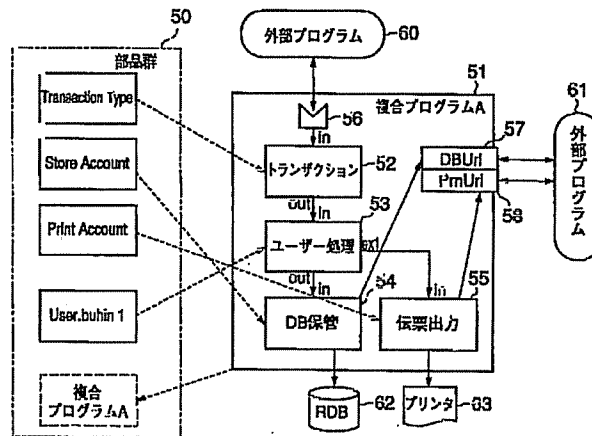 50
部品群
Transaction Type
Store Account
Print Account
User.buhin 1
複合
プログラムA
外部プログラム
60
51
複合プログラムA
56
in
トランザクション
52
out
in
53
ユーザー処理
ext
out
in
in
54
55
DB保管
伝票出力
57
DBUrl
PrnUrl
58
61
外部プログラム
RDB
62
プリンタ
63